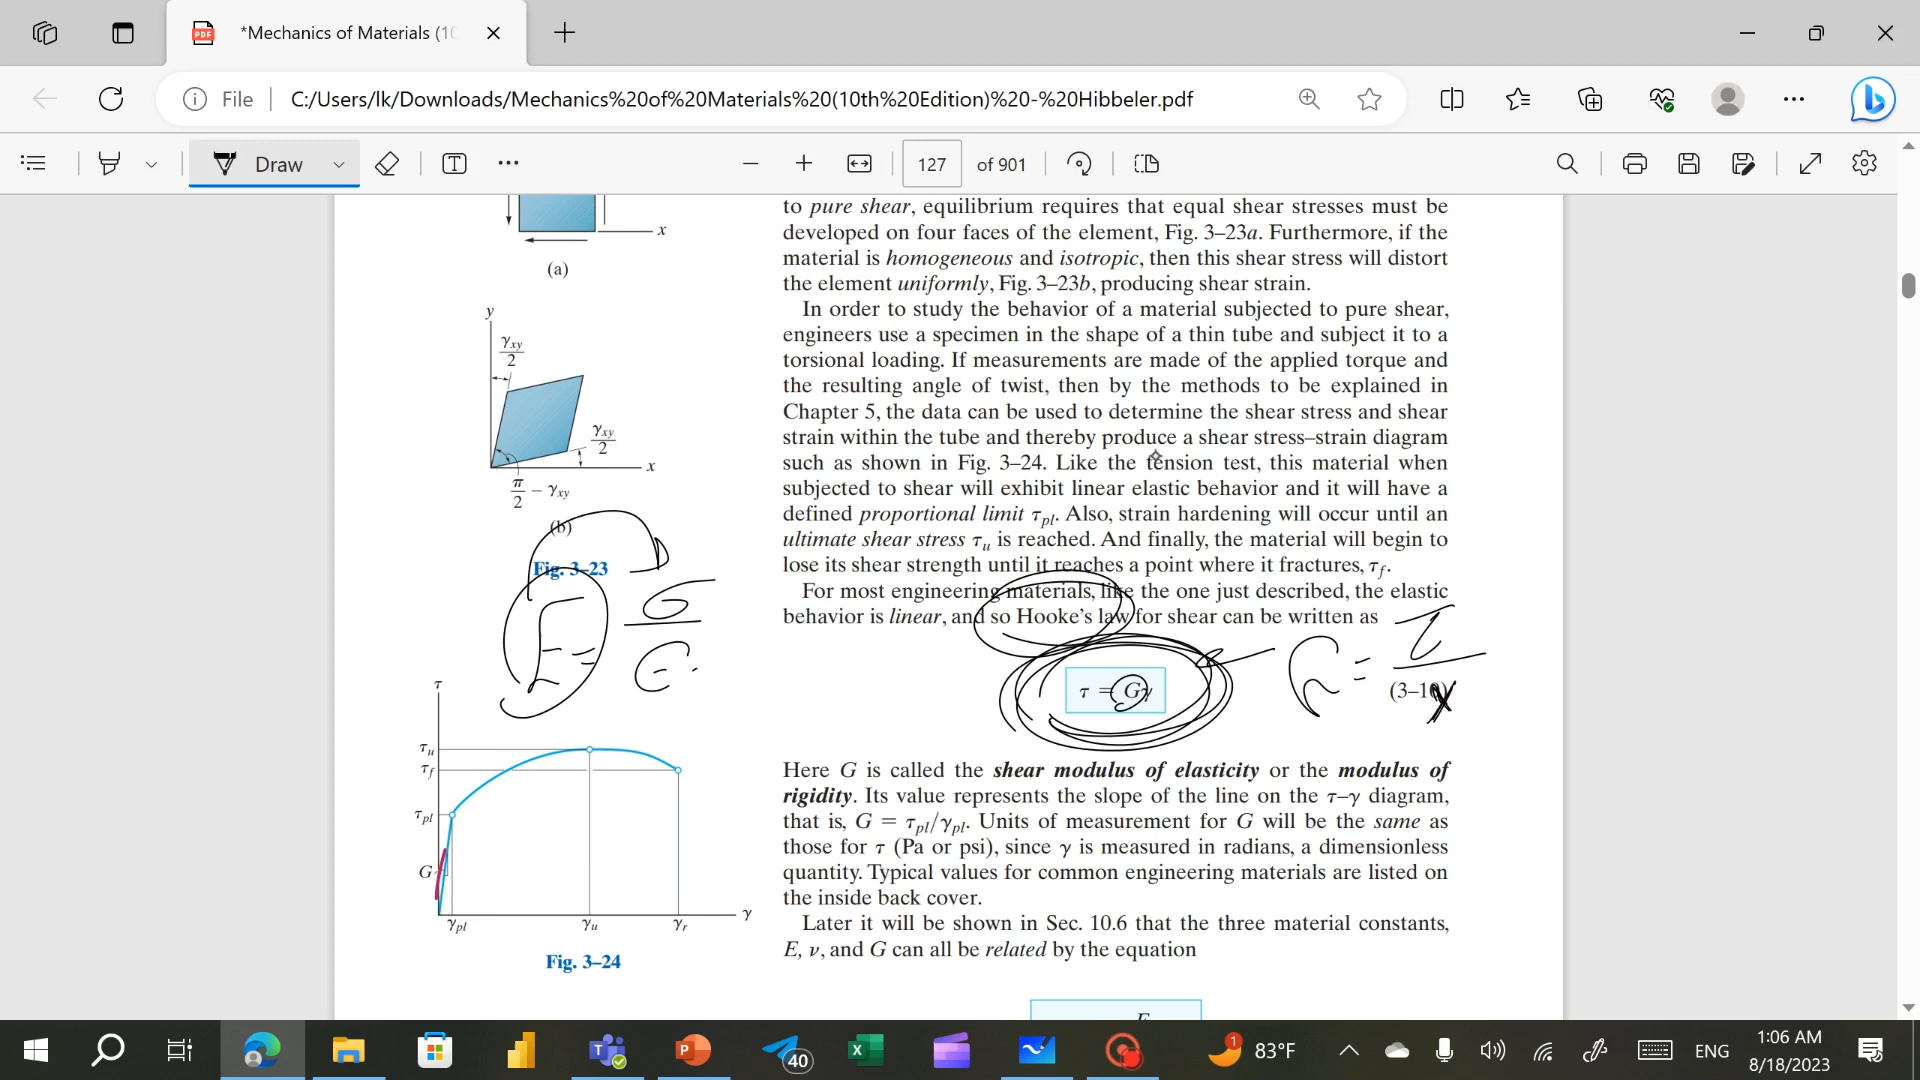 *Mechanics of Materials (10
File
C:/Users/lk/Downloads/Mechanics%20of%20Materials%20(10th%20Edition)%20-%20Hibbeler.pdf
Draw
127
of 901
x
(a)
y
γxy
2
γxy
2
x
π
2
− γxy
(b)
Fig. 3–23
E = σ / ϵ
τ
τu
τf
τpl
G
γpl
γu
γr
γ
Fig. 3–24
to pure shear, equilibrium requires that equal shear stresses must be
developed on four faces of the element, Fig. 3–23a. Furthermore, if the
material is homogeneous and isotropic, then this shear stress will distort
the element uniformly, Fig. 3–23b, producing shear strain.
In order to study the behavior of a material subjected to pure shear,
engineers use a specimen in the shape of a thin tube and subject it to a
torsional loading. If measurements are made of the applied torque and
the resulting angle of twist, then by the methods to be explained in
Chapter 5, the data can be used to determine the shear stress and shear
strain within the tube and thereby produce a shear stress–strain diagram
such as shown in Fig. 3–24. Like the tension test, this material when
subjected to shear will exhibit linear elastic behavior and it will have a
defined proportional limit τpl. Also, strain hardening will occur until an
ultimate shear stress τu is reached. And finally, the material will begin to
lose its shear strength until it reaches a point where it fractures, τf.
For most engineering materials, like the one just described, the elastic
behavior is linear, and so Hooke's law for shear can be written as
τ = Gγ
G = τ / γ
Here G is called the shear modulus of elasticity or the modulus of
rigidity. Its value represents the slope of the line on the τ–γ diagram,
that is, G = τpl/γpl. Units of measurement for G will be the same as
those for τ (Pa or psi), since γ is measured in radians, a dimensionless
quantity. Typical values for common engineering materials are listed on
the inside back cover.
Later it will be shown in Sec. 10.6 that the three material constants,
E, ν, and G can all be related by the equation
E
40
1
83°F
ENG
1:06 AM
8/18/2023